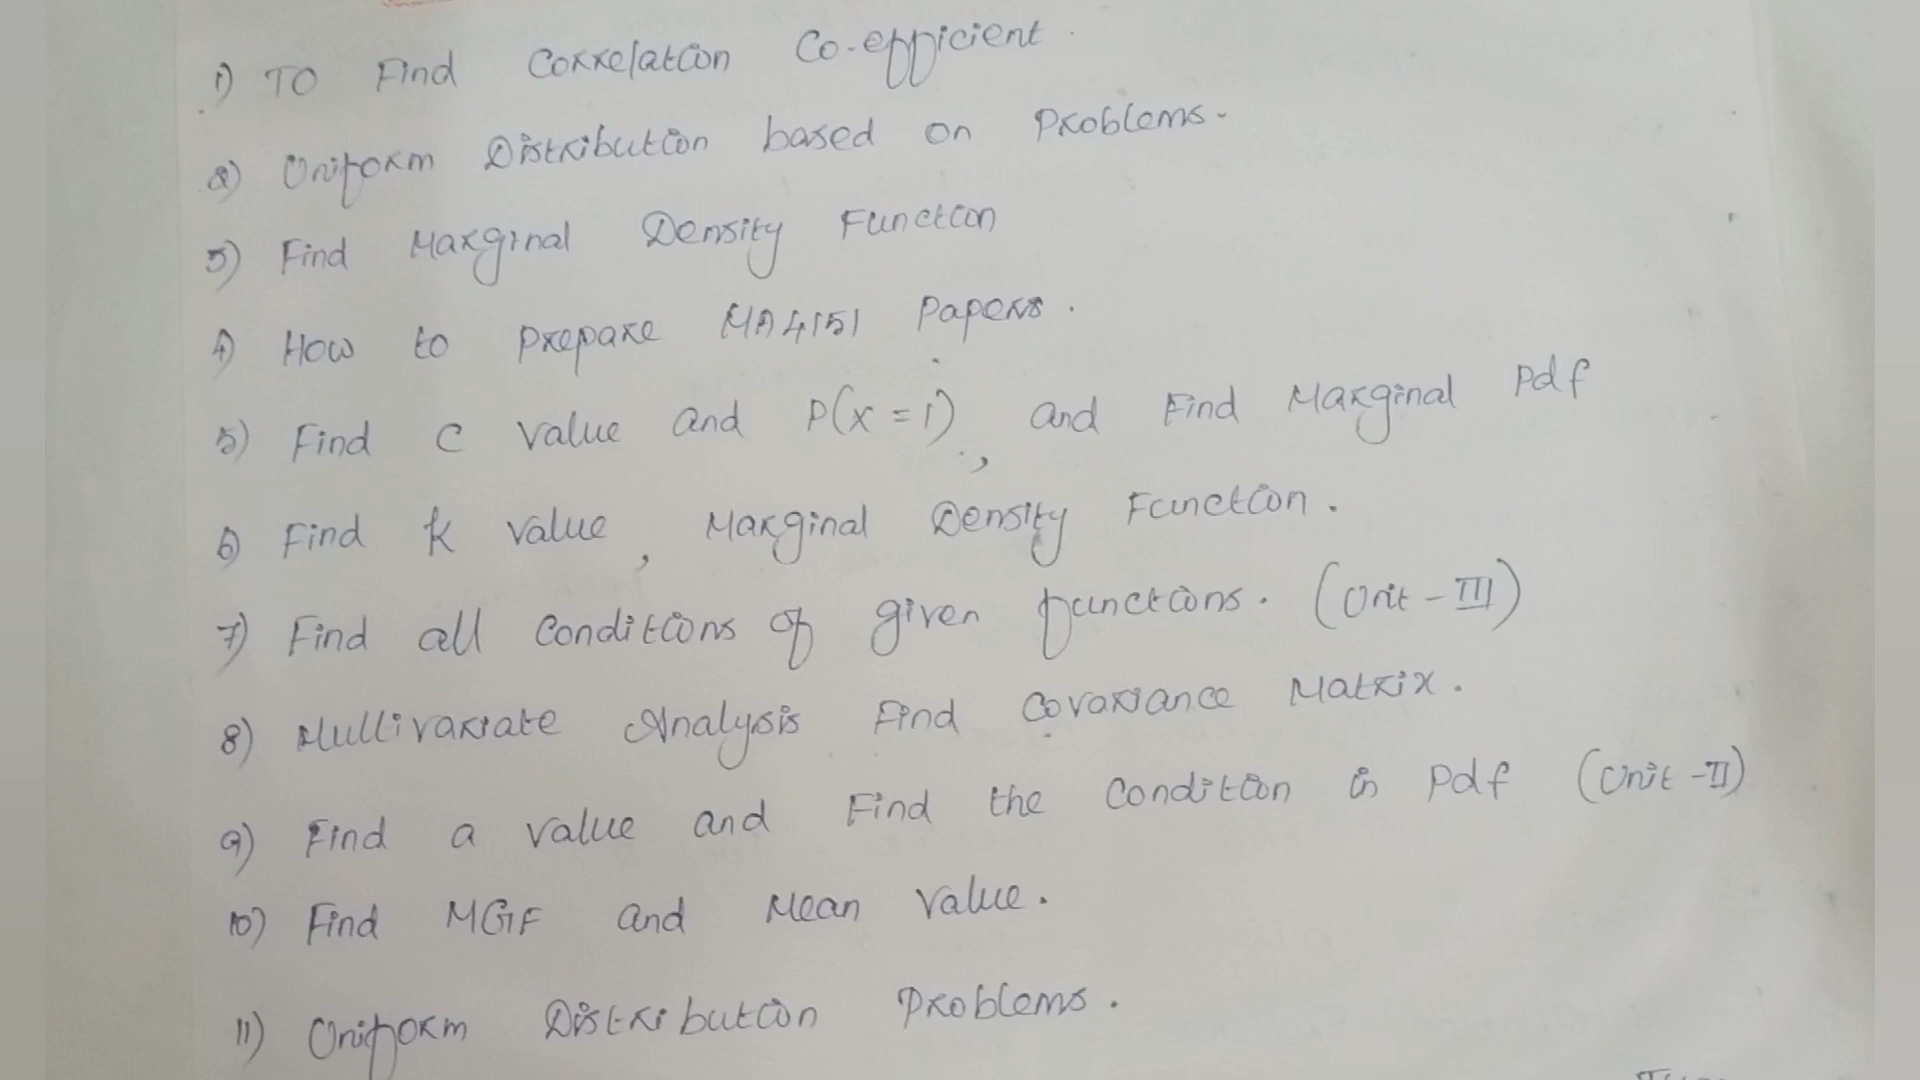 1) TO Find Correlation Co-efficient.
2) Uniform Distribution based on Problems.
3) Find Marginal Density Function
4) How to prepare MA4151 Papers.
5) Find c value and P(x = 1), and Find Marginal Pdf
6) Find k value, Marginal Density Function.
7) Find all conditions of given functions. (Unit - III)
8) Multivariate Analysis Find Covariance Matrix.
9) Find a value and Find the Condition in Pdf (Unit - II)
10) Find MGF and Mean value.
11) Uniform Distribution Problems.